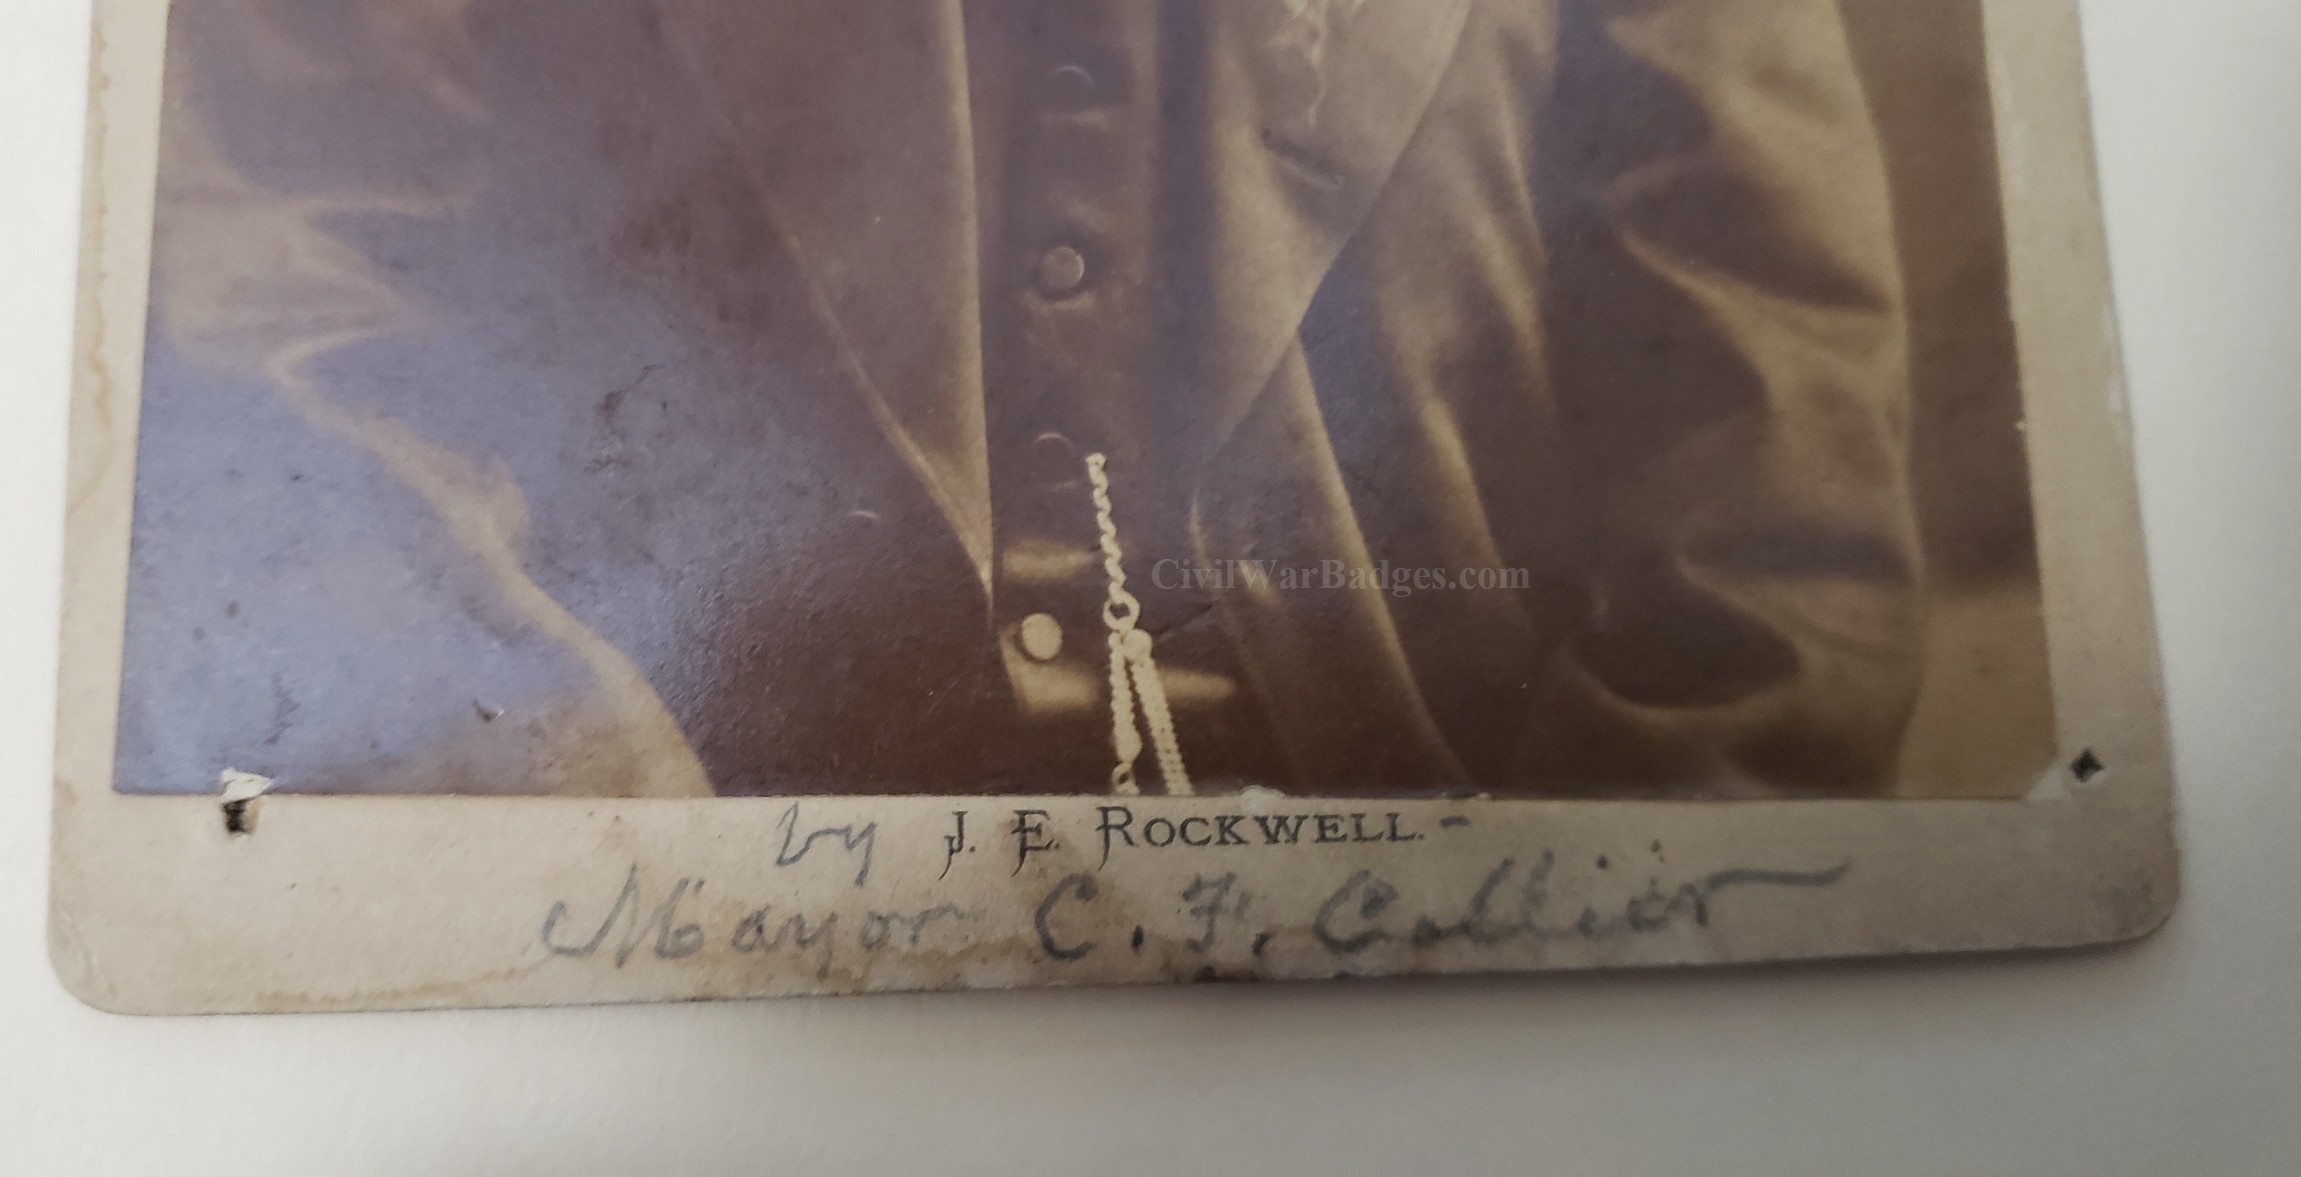 CivilWarBadges.com
by J. E. ROCKWELL. -
Mayor C. F. Collier